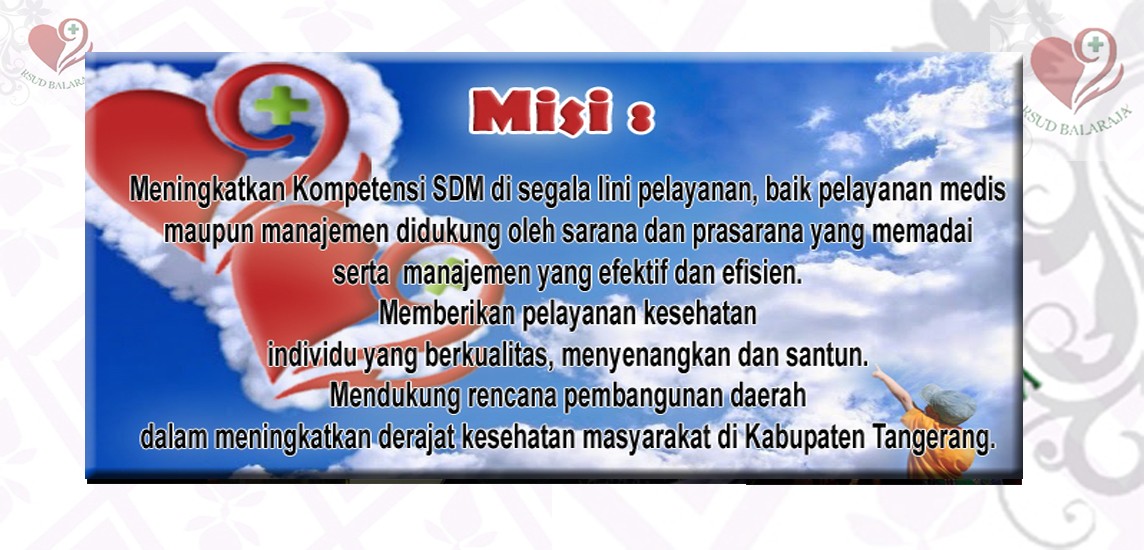 RSUD BALARAJA
Misi :
Meningkatkan Kompetensi SDM di segala lini pelayanan, baik pelayanan medis
maupun manajemen didukung oleh sarana dan prasarana yang memadai
serta manajemen yang efektif dan efisien.
Memberikan pelayanan kesehatan
individu yang berkualitas, menyenangkan dan santun.
Mendukung rencana pembangunan daerah
dalam meningkatkan derajat kesehatan masyarakat di Kabupaten Tangerang.